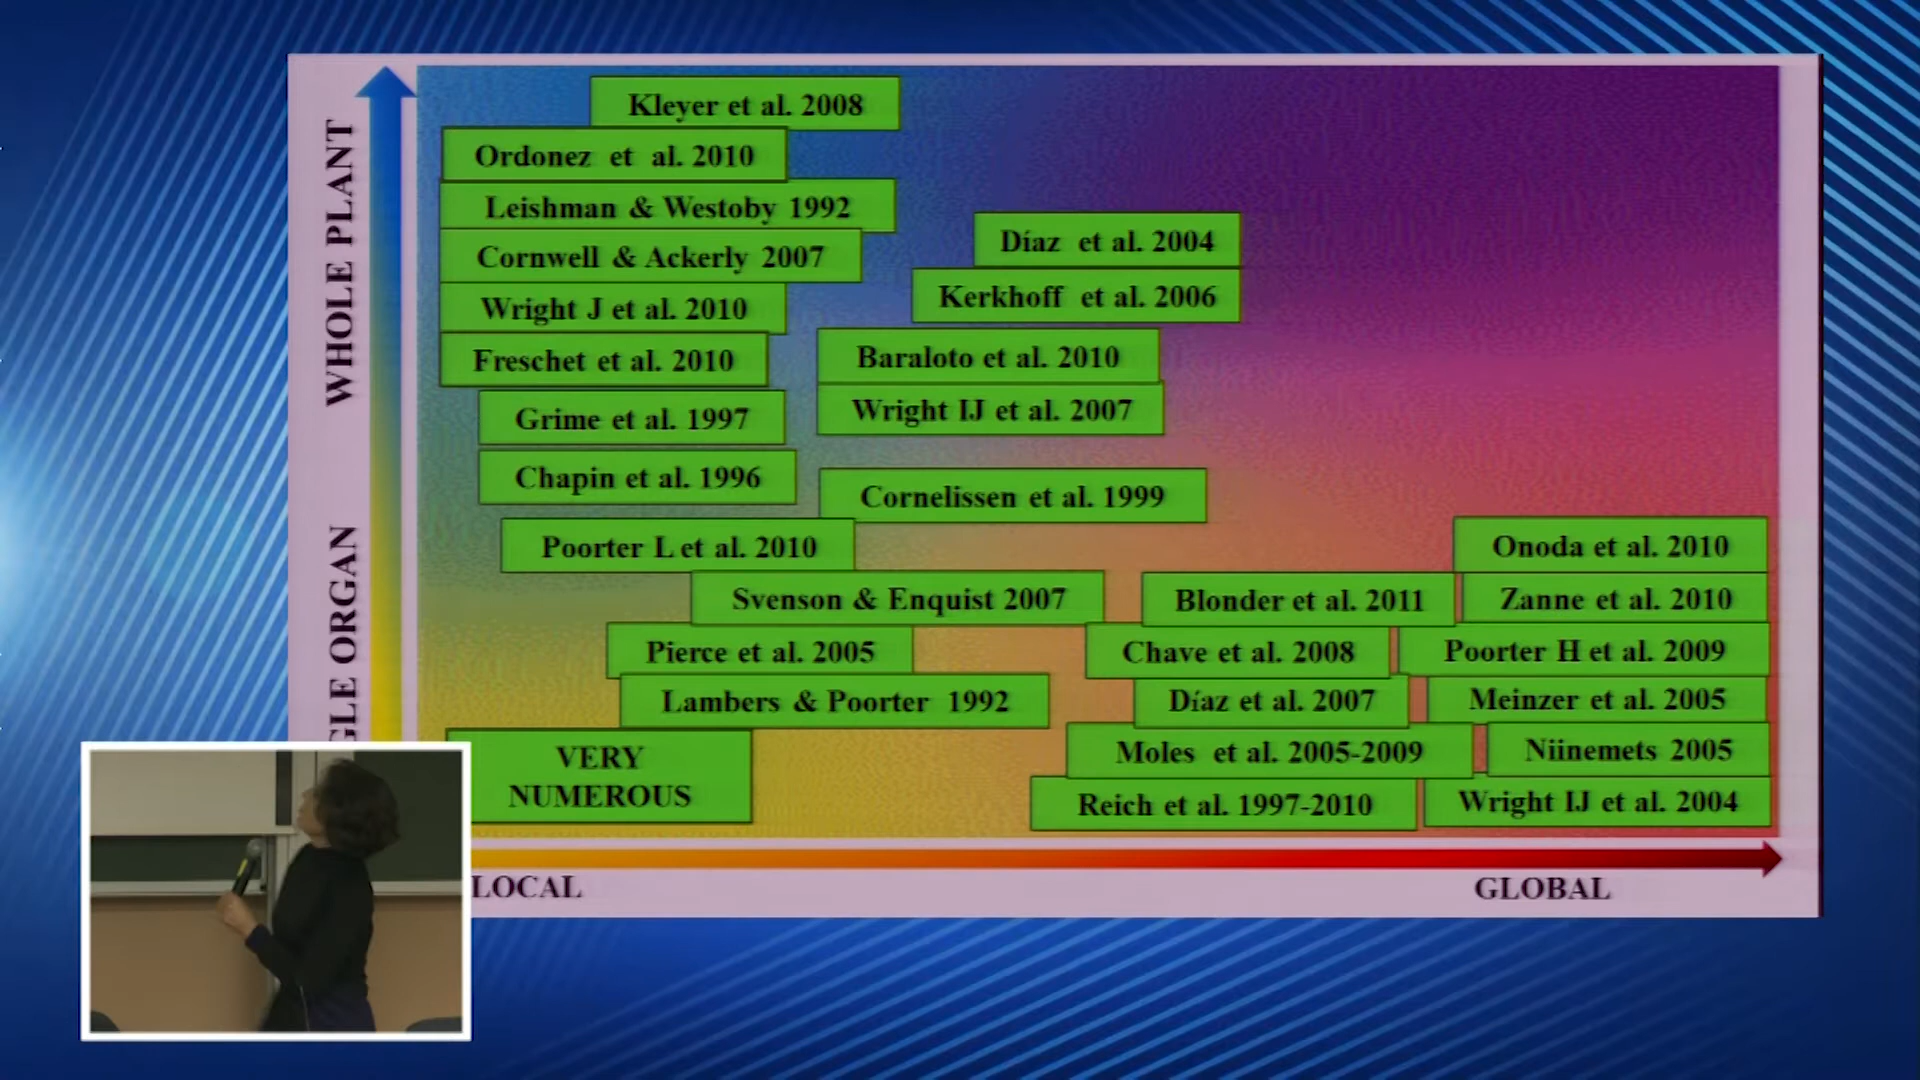 WHOLE PLANT
GLE ORGAN
Kleyer et al. 2008
Ordonez et al. 2010
Leishman & Westoby 1992
Cornwell & Ackerly 2007
Díaz et al. 2004
Wright J et al. 2010
Kerkhoff et al. 2006
Freschet et al. 2010
Baraloto et al. 2010
Grime et al. 1997
Wright IJ et al. 2007
Chapin et al. 1996
Cornelissen et al. 1999
Poorter L et al. 2010
Onoda et al. 2010
Svenson & Enquist 2007
Blonder et al. 2011
Zanne et al. 2010
Pierce et al. 2005
Chave et al. 2008
Poorter H et al. 2009
Lambers & Poorter 1992
Díaz et al. 2007
Meinzer et al. 2005
VERY
NUMEROUS
Moles et al. 2005-2009
Niinemets 2005
Reich et al. 1997-2010
Wright IJ et al. 2004
LOCAL
GLOBAL